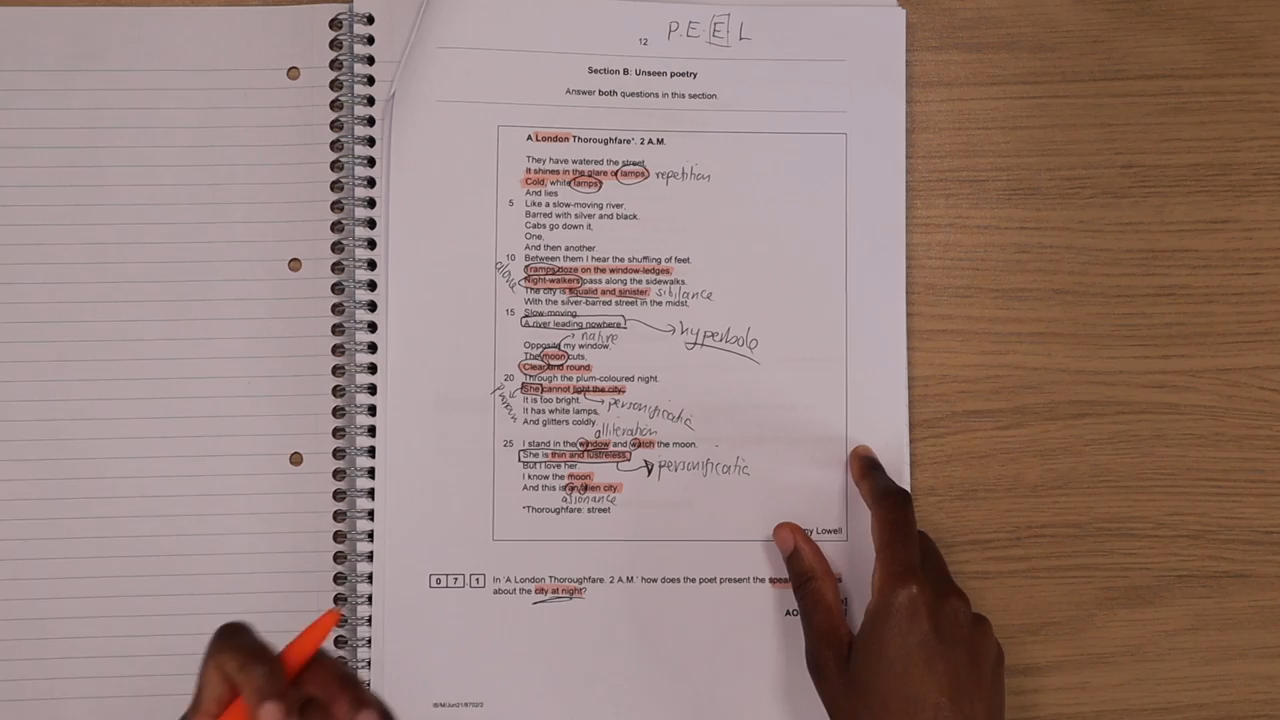 P.E.E L
12
Section B: Unseen poetry
Answer both questions in this section.
A London Thoroughfare*. 2 A.M.
They have watered the street,
It shines in the glare of lamps, repetition
Cold, white lamps,
And lies
5 Like a slow-moving river,
Barred with silver and black.
Cabs go down it,
One,
And then another.
10 Between them I hear the shuffling of feet.
Tramps doze on the window-ledges,
alone Night-walkers pass along the sidewalks.
The city is squalid and sinister, sibilance
With the silver-barred street in the midst,
15 Slow-moving,
A river leading nowhere. hyperbole
nature
Opposite my window,
The moon cuts,
Clear and round,
20 Through the plum-coloured night.
She cannot light the city;
person It is too bright. personificatio
It has white lamps,
And glitters coldly.
alliteration
25 I stand in the window and watch the moon.
She is thin and lustreless,
But I love her. personificatio
I know the moon,
And this is an alien city.
assonance
*Thoroughfare: street
Lowell
0 7 . 1 In 'A London Thoroughfare. 2 A.M.' how does the poet present the
about the city at night?
AO
IB/M/Jun21/8702/2